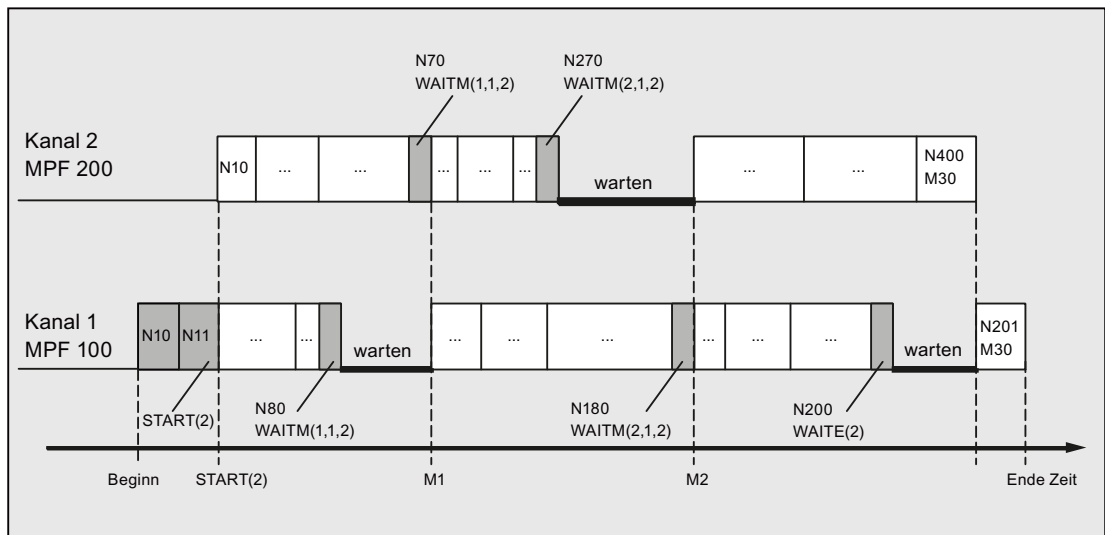 N70
WAITM(1,1,2)
N270
WAITM(2,1,2)
Kanal 2
MPF 200
N10
...
...
...
...
...
warten
...
...
N400
M30
Kanal 1
MPF 100
N10
N11
...
...
warten
...
...
...
...
...
...
warten
N201
M30
START(2)
N80
WAITM(1,1,2)
N180
WAITM(2,1,2)
N200
WAITE(2)
Beginn
START(2)
M1
M2
Ende Zeit